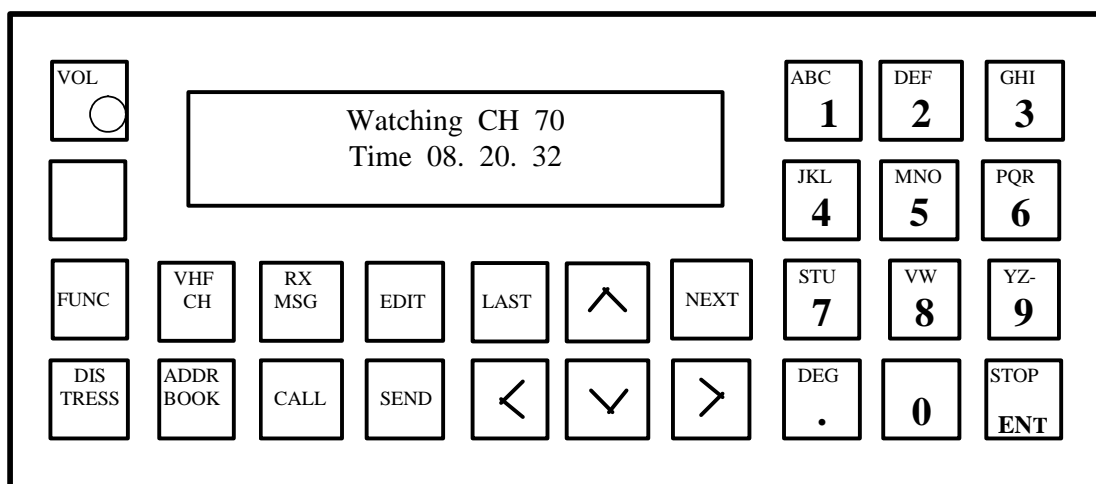 VOL
Watching CH 70
Time 08. 20. 32
ABC
1
DEF
2
GHI
3
JKL
4
MNO
5
PQR
6
FUNC
VHF
CH
RX
MSG
EDIT
LAST
NEXT
STU
7
VW
8
YZ-
9
DIS
TRESS
ADDR
BOOK
CALL
SEND
DEG
.
0
STOP
ENT